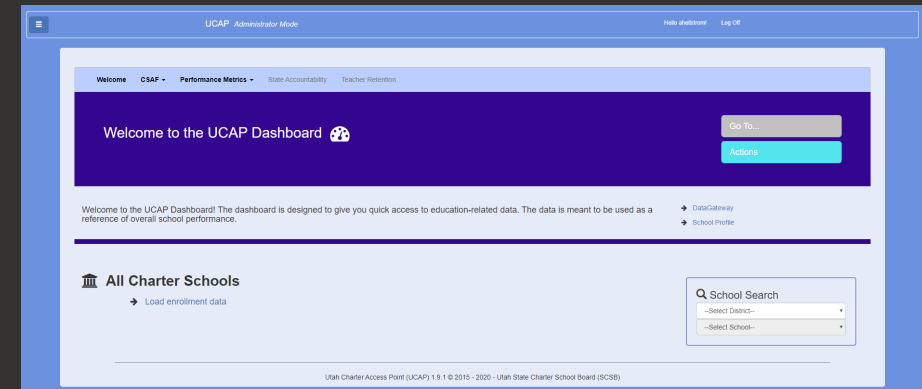 UCAP Administrator Mode
Hello ahellstrom! Log Off
Welcome CSAF Performance Metrics State Accountability Teacher Retention
Welcome to the UCAP Dashboard
Go To...
Actions
Welcome to the UCAP Dashboard! The dashboard is designed to give you quick access to education-related data. The data is meant to be used as a
reference of overall school performance.
DataGateway
School Profile
All Charter Schools
Load enrollment data
School Search
--Select District--
--Select School--
Utah Charter Access Point (UCAP) 1.9.1 © 2015 - 2020 - Utah State Charter School Board (SCSB)